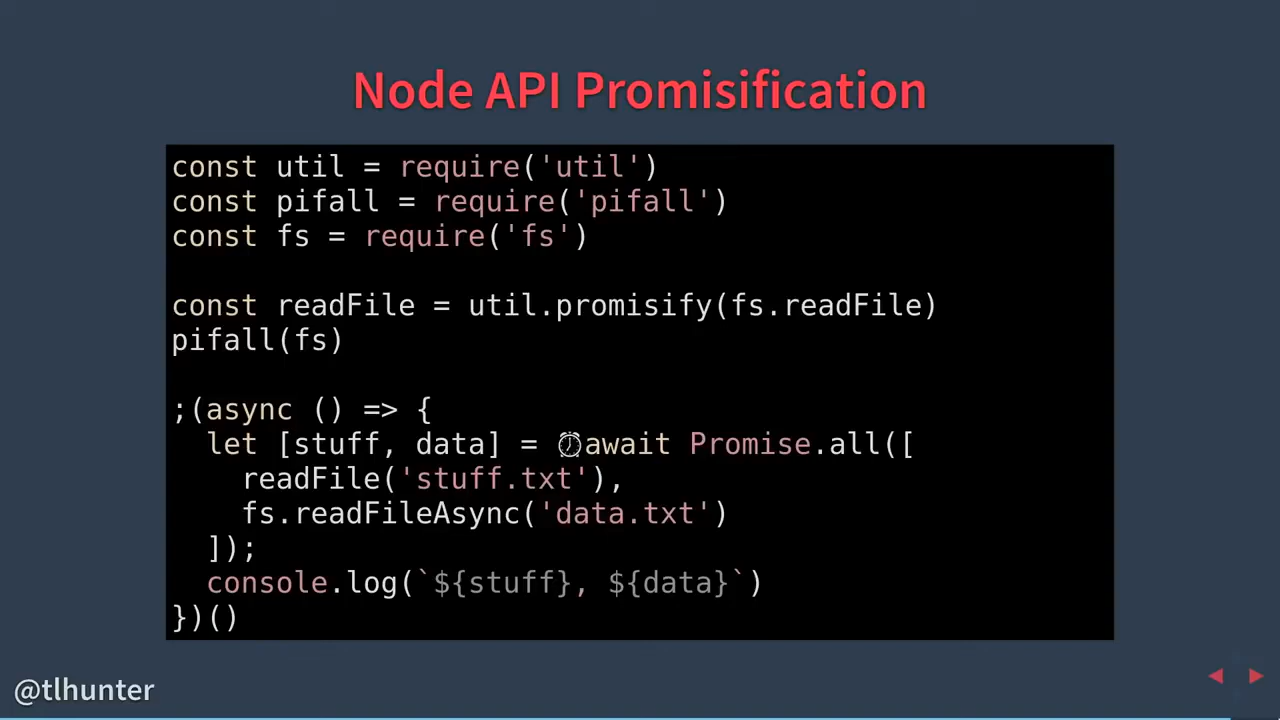 Node API Promisification
const util = require('util')
const pifall = require('pifall')
const fs = require('fs')
const readFile = util.promisify(fs.readFile)
pifall(fs)
;(async () => {
let [stuff, data] = ⏰await Promise.all([
readFile('stuff.txt'),
fs.readFileAsync('data.txt')
]);
console.log(`${stuff}, ${data}`)
})()
@tlhunter